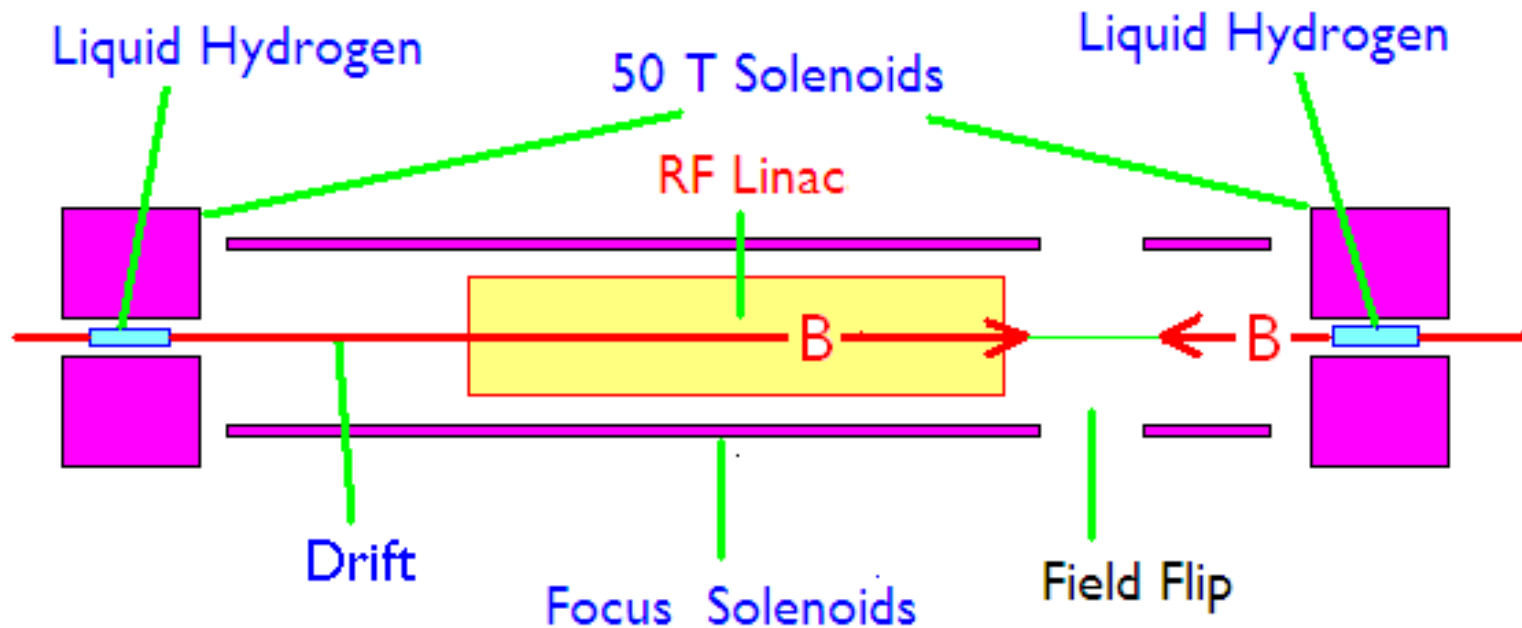 Liquid Hydrogen
50 T Solenoids
Liquid Hydrogen
RF Linac
B
B
Drift
Focus Solenoids
Field Flip